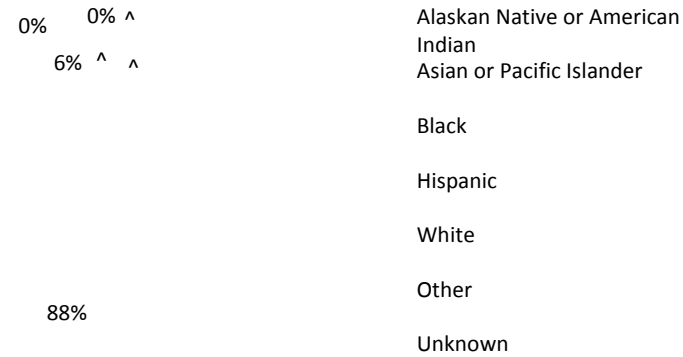 0%
0% ^
6% ^ ^
88%
Alaskan Native or American
Indian
Asian or Pacific Islander
Black
Hispanic
White
Other
Unknown